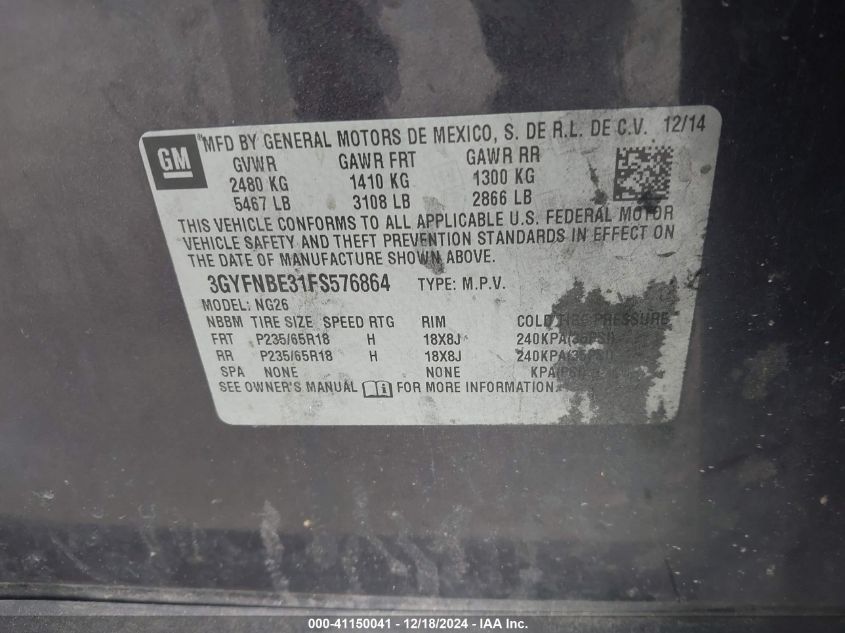 GM
MFD BY GENERAL MOTORS DE MEXICO, S. DE R.L. DE C.V. 12/14
GVWR GAWR FRT GAWR RR
2480 KG 1410 KG 1300 KG
5467 LB 3108 LB 2866 LB
THIS VEHICLE CONFORMS TO ALL APPLICABLE U.S. FEDERAL MOTOR
VEHICLE SAFETY AND THEFT PREVENTION STANDARDS IN EFFECT ON
THE DATE OF MANUFACTURE SHOWN ABOVE.
3GYFNBE31FS576864 TYPE: M.P.V.
MODEL: NG26
NBBM TIRE SIZE SPEED RTG RIM COLD TIRE PRESSURE
FRT P235/65R18 H 18X8J 240KPA(35PSI)
RR P235/65R18 H 18X8J 240KPA(35PSI)
SPA NONE NONE KPA(PSI)
SEE OWNER'S MANUAL FOR MORE INFORMATION.
000-41150041 - 12/18/2024 - IAA Inc.